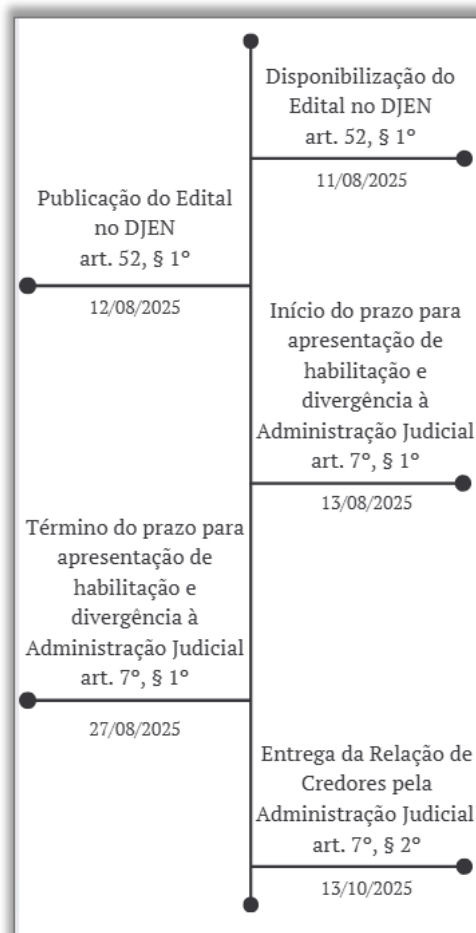 Disponibilização do
Edital no DJEN
art. 52, § 1º
11/08/2025
Publicação do Edital
no DJEN
art. 52, § 1º
12/08/2025
Início do prazo para
apresentação de
habilitação e
divergência à
Administração Judicial
art. 7º, § 1º
13/08/2025
Término do prazo para
apresentação de
habilitação e
divergência à
Administração Judicial
art. 7º, § 1º
27/08/2025
Entrega da Relação de
Credores pela
Administração Judicial
art. 7º, § 2º
13/10/2025